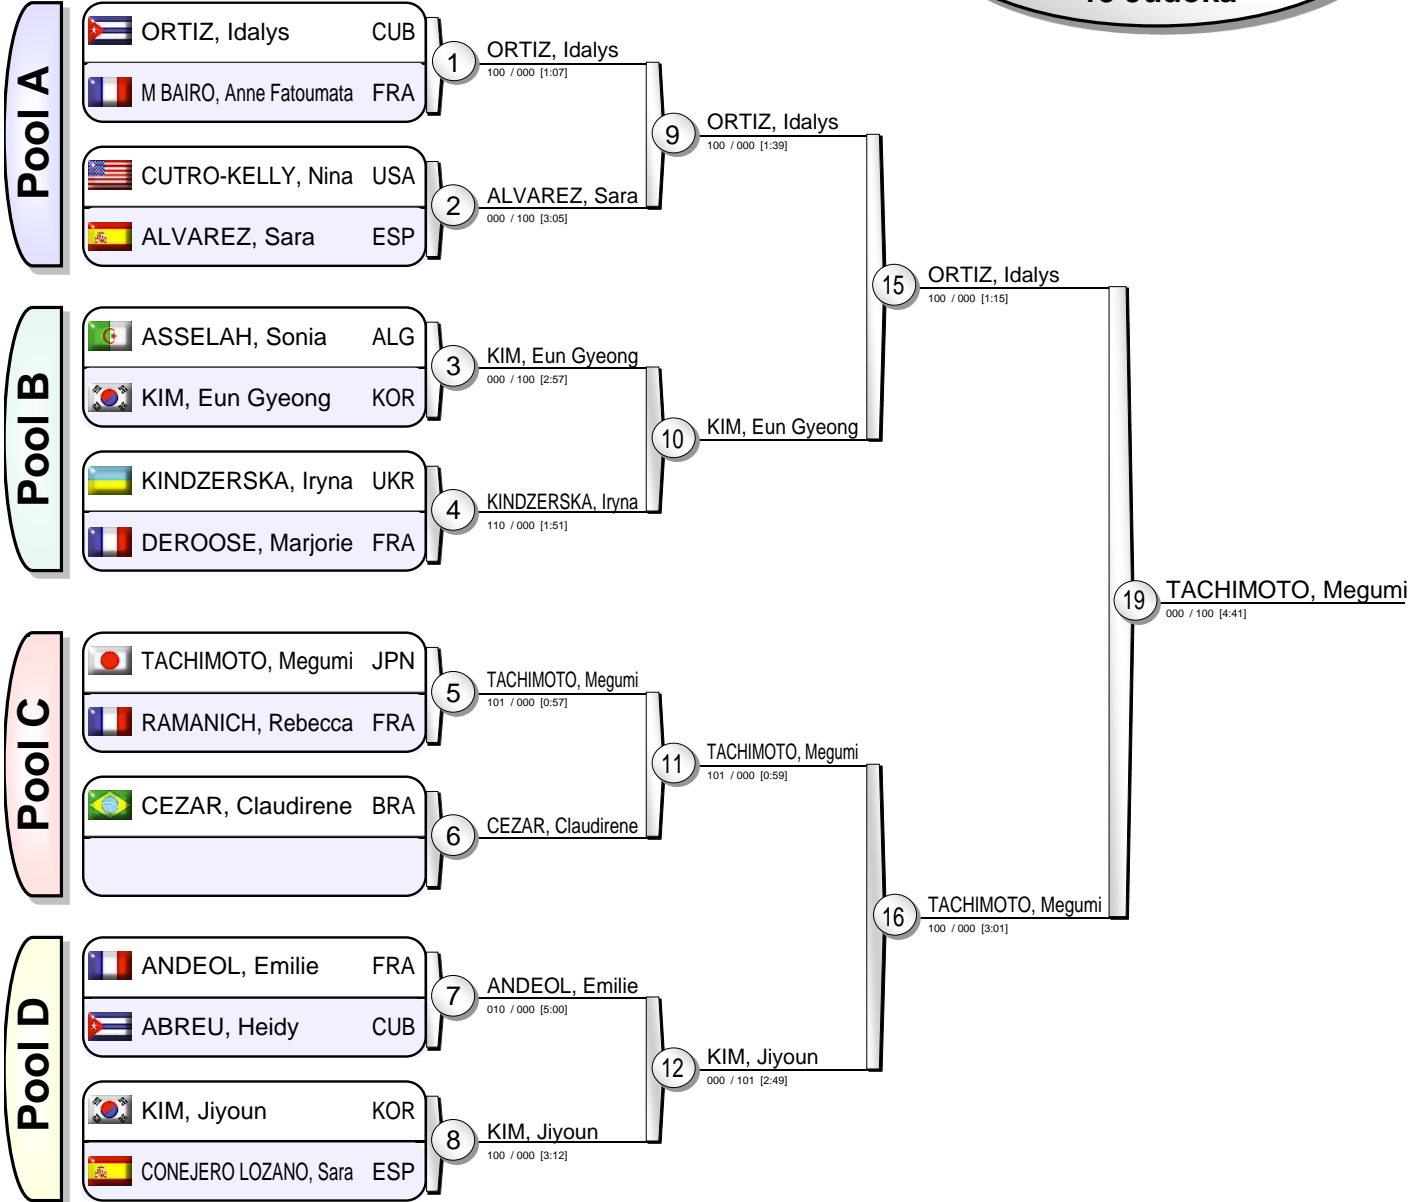 15 Judoka
Pool A
ORTIZ, Idalys CUB
M BAIRO, Anne Fatoumata FRA
1
ORTIZ, Idalys
100 / 000 [1:07]
CUTRO-KELLY, Nina USA
ALVAREZ, Sara ESP
2
ALVAREZ, Sara
000 / 100 [3:05]
9
ORTIZ, Idalys
100 / 000 [1:39]
Pool B
ASSELAH, Sonia ALG
KIM, Eun Gyeong KOR
3
KIM, Eun Gyeong
000 / 100 [2:57]
KINDZERSKA, Iryna UKR
DEROOSE, Marjorie FRA
4
KINDZERSKA, Iryna
110 / 000 [1:51]
10
KIM, Eun Gyeong
15
ORTIZ, Idalys
100 / 000 [1:15]
Pool C
TACHIMOTO, Megumi JPN
RAMANICH, Rebecca FRA
5
TACHIMOTO, Megumi
101 / 000 [0:57]
CEZAR, Claudirene BRA
6
CEZAR, Claudirene
11
TACHIMOTO, Megumi
101 / 000 [0:59]
Pool D
ANDEOL, Emilie FRA
ABREU, Heidy CUB
7
ANDEOL, Emilie
010 / 000 [5:00]
KIM, Jiyoun KOR
CONEJERO LOZANO, Sara ESP
8
KIM, Jiyoun
100 / 000 [3:12]
12
KIM, Jiyoun
000 / 101 [2:49]
16
TACHIMOTO, Megumi
100 / 000 [3:01]
19
TACHIMOTO, Megumi
000 / 100 [4:41]